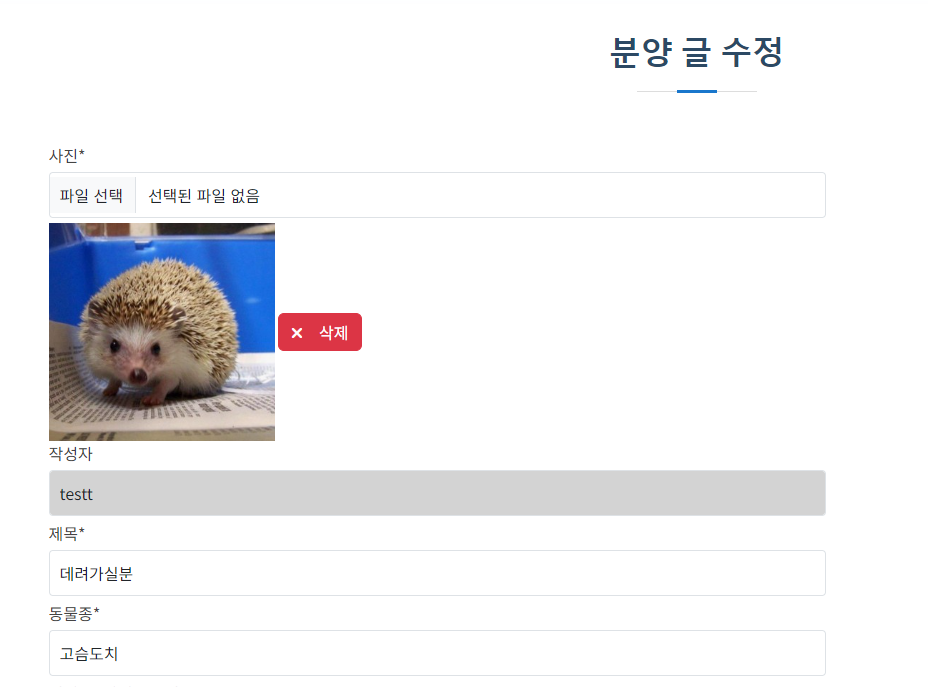 분양 글 수정
사진*
파일 선택 선택된 파일 없음
× 삭제
작성자
testt
제목*
데려가실분
동물종*
고슴도치